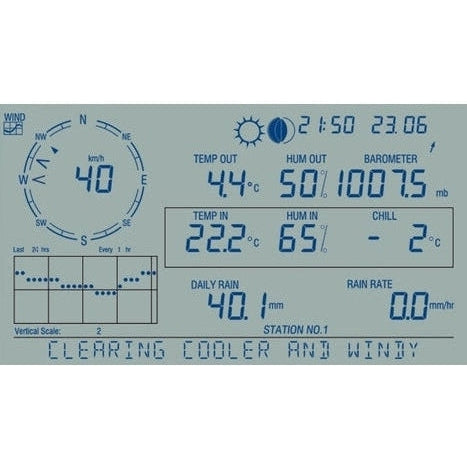 WIND
N
NW
NE
W
E
SW
SE
S
km/h
40
21:50 23.06
TEMP OUT HUM OUT BAROMETER
4.4°c 50% 1007.5 mb
TEMP IN HUM IN CHILL
22.2°c 65% - 2°c
Last 24 hrs Every 1 hr
DAILY RAIN RAIN RATE
40.1 mm 0.0 mm/hr
Vertical Scale: 2
STATION NO.1
CLEARING COOLER AND WINDY